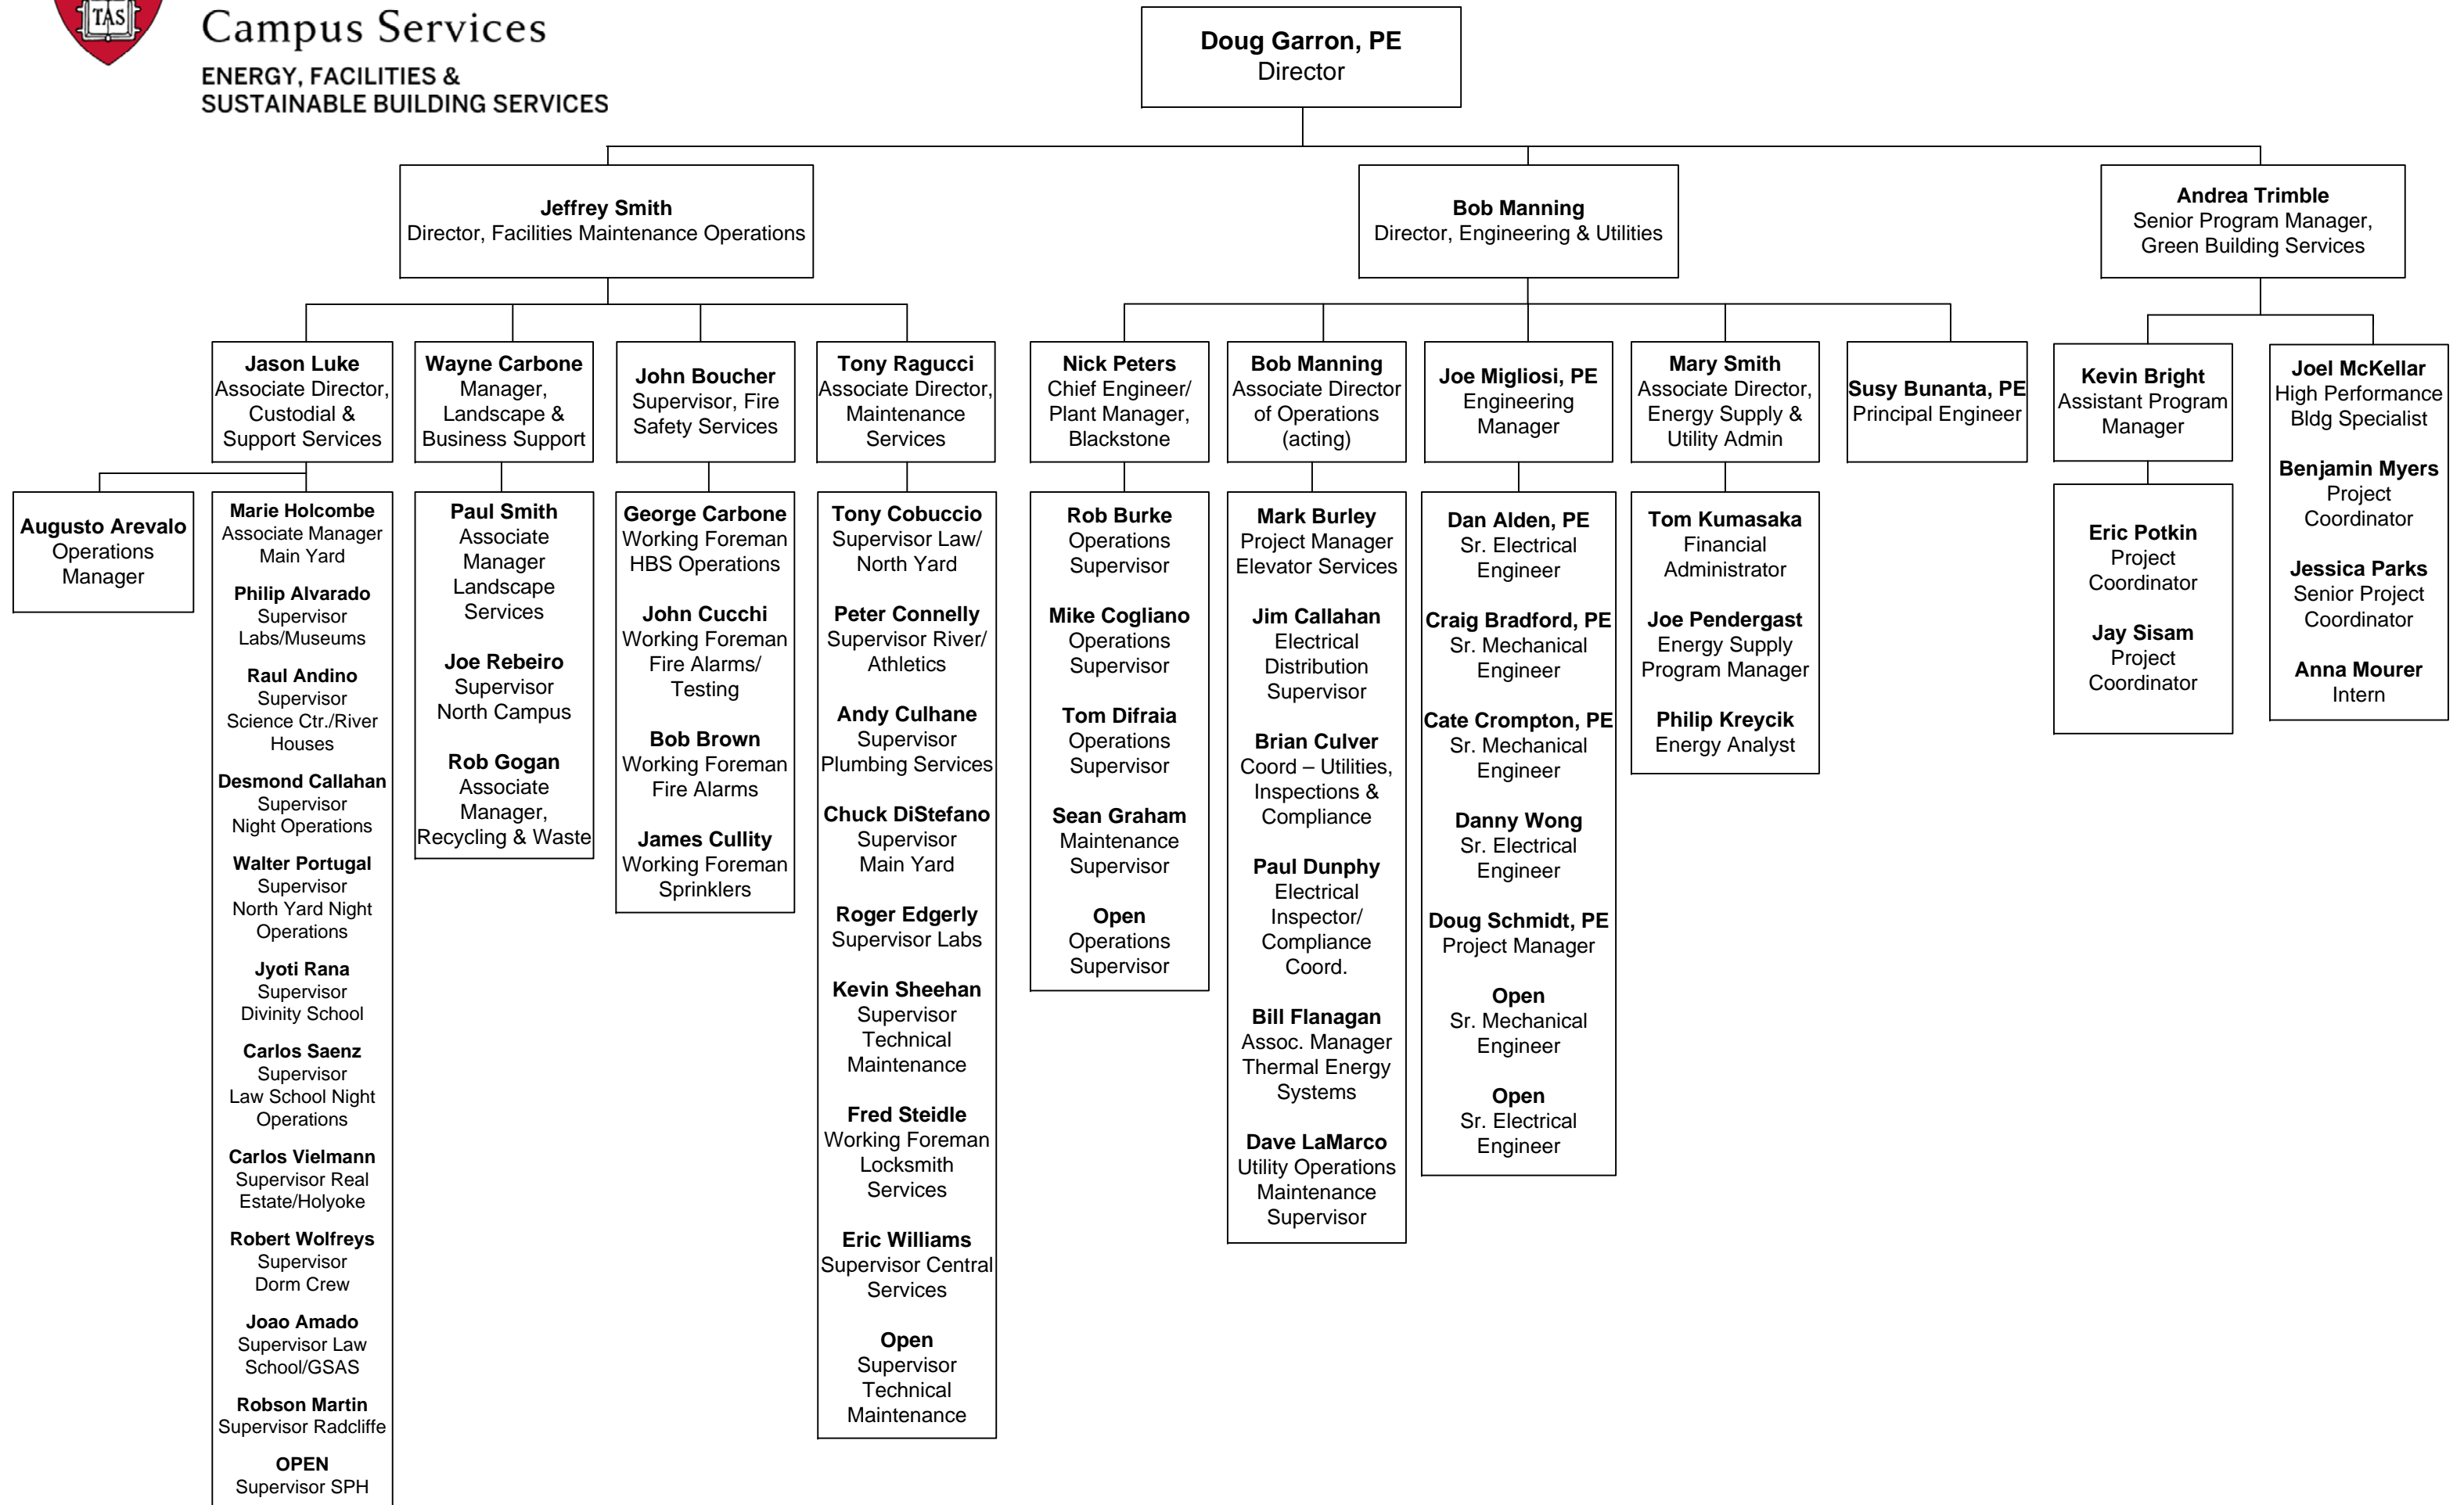 TAS
Campus Services
ENERGY, FACILITIES &
SUSTAINABLE BUILDING SERVICES
Doug Garron, PE
Director
Jeffrey Smith
Director, Facilities Maintenance Operations
Bob Manning
Director, Engineering & Utilities
Andrea Trimble
Senior Program Manager,
Green Building Services
Jason Luke
Associate Director,
Custodial &
Support Services
Wayne Carbone
Manager,
Landscape &
Business Support
John Boucher
Supervisor, Fire
Safety Services
Tony Ragucci
Associate Director,
Maintenance
Services
Nick Peters
Chief Engineer/
Plant Manager,
Blackstone
Bob Manning
Associate Director
of Operations
(acting)
Joe Migliosi, PE
Engineering
Manager
Mary Smith
Associate Director,
Energy Supply &
Utility Admin
Susy Bunanta, PE
Principal Engineer
Kevin Bright
Assistant Program
Manager
Joel McKellar
High Performance
Bldg Specialist
Benjamin Myers
Project
Coordinator
Jessica Parks
Senior Project
Coordinator
Anna Mourer
Intern
Augusto Arevalo
Operations
Manager
Marie Holcombe
Associate Manager
Main Yard
Philip Alvarado
Supervisor
Labs/Museums
Raul Andino
Supervisor
Science Ctr./River
Houses
Desmond Callahan
Supervisor
Night Operations
Walter Portugal
Supervisor
North Yard Night
Operations
Jyoti Rana
Supervisor
Divinity School
Carlos Saenz
Supervisor
Law School Night
Operations
Carlos Vielmann
Supervisor Real
Estate/Holyoke
Robert Wolfreys
Supervisor
Dorm Crew
Joao Amado
Supervisor Law
School/GSAS
Robson Martin
Supervisor Radcliffe
OPEN
Supervisor SPH
Paul Smith
Associate
Manager
Landscape
Services
Joe Rebeiro
Supervisor
North Campus
Rob Gogan
Associate
Manager,
Recycling & Waste
George Carbone
Working Foreman
HBS Operations
John Cucchi
Working Foreman
Fire Alarms/
Testing
Bob Brown
Working Foreman
Fire Alarms
James Cullity
Working Foreman
Sprinklers
Tony Cobuccio
Supervisor Law/
North Yard
Peter Connelly
Supervisor River/
Athletics
Andy Culhane
Supervisor
Plumbing Services
Chuck DiStefano
Supervisor
Main Yard
Roger Edgerly
Supervisor Labs
Kevin Sheehan
Supervisor
Technical
Maintenance
Fred Steidle
Working Foreman
Locksmith
Services
Eric Williams
Supervisor Central
Services
Open
Supervisor
Technical
Maintenance
Rob Burke
Operations
Supervisor
Mike Cogliano
Operations
Supervisor
Tom Difraia
Operations
Supervisor
Sean Graham
Maintenance
Supervisor
Open
Operations
Supervisor
Mark Burley
Project Manager
Elevator Services
Jim Callahan
Electrical
Distribution
Supervisor
Brian Culver
Coord – Utilities,
Inspections &
Compliance
Paul Dunphy
Electrical
Inspector/
Compliance
Coord.
Bill Flanagan
Assoc. Manager
Thermal Energy
Systems
Dave LaMarco
Utility Operations
Maintenance
Supervisor
Dan Alden, PE
Sr. Electrical
Engineer
Craig Bradford, PE
Sr. Mechanical
Engineer
Cate Crompton, PE
Sr. Mechanical
Engineer
Danny Wong
Sr. Electrical
Engineer
Doug Schmidt, PE
Project Manager
Open
Sr. Mechanical
Engineer
Open
Sr. Electrical
Engineer
Tom Kumasaka
Financial
Administrator
Joe Pendergast
Energy Supply
Program Manager
Philip Kreycik
Energy Analyst
Eric Potkin
Project
Coordinator
Jay Sisam
Project
Coordinator